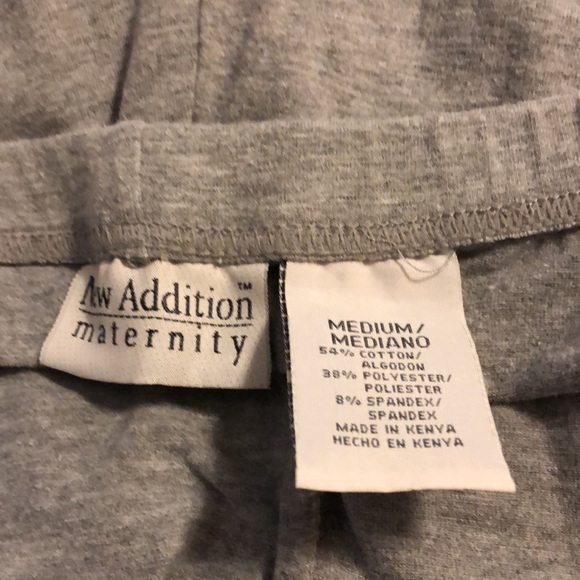 New Addition™
maternity
MEDIUM/
MEDIANO
54% COTTON/
ALGODON
38% POLYESTER/
POLIESTER
8% SPANDEX/
SPANDEX
MADE IN KENYA
HECHO EN KENYA